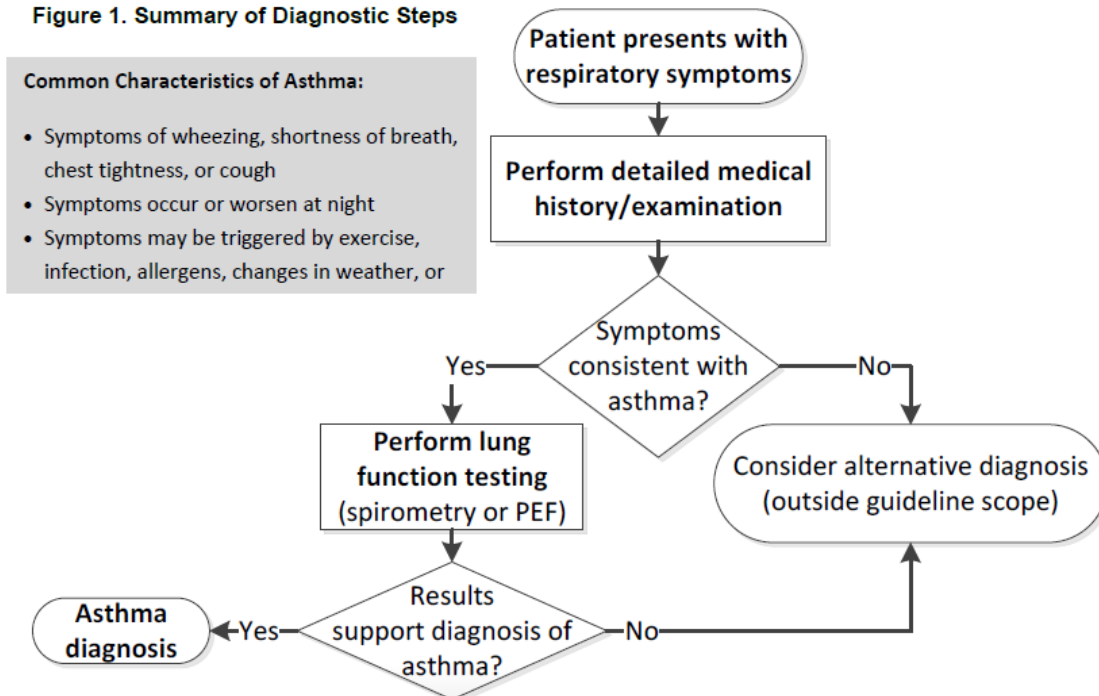 Figure 1. Summary of Diagnostic Steps
Common Characteristics of Asthma:
• Symptoms of wheezing, shortness of breath,
chest tightness, or cough
• Symptoms occur or worsen at night
• Symptoms may be triggered by exercise,
infection, allergens, changes in weather, or
Patient presents with
respiratory symptoms
Perform detailed medical
history/examination
Symptoms
consistent with
asthma?
Yes
No
Perform lung
function testing
(spirometry or PEF)
Consider alternative diagnosis
(outside guideline scope)
Results
support diagnosis of
asthma?
Yes
No
Asthma
diagnosis